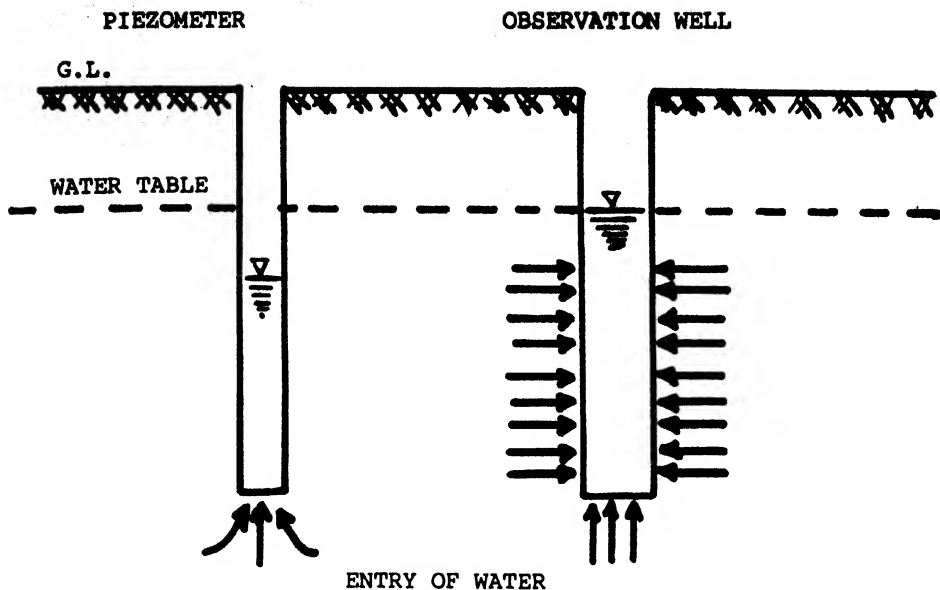 PIEZOMETER
OBSERVATION WELL
G.L.
WATER TABLE
ENTRY OF WATER